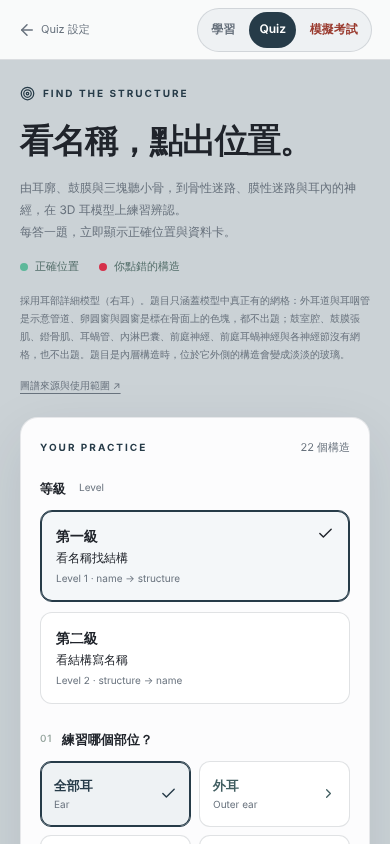 Quiz 設定
學習
Quiz
模擬考試
FIND THE STRUCTURE
看名稱，點出位置。
由耳廓、鼓膜與三塊聽小骨，到骨性迷路、膜性迷路與耳內的神
經，在 3D 耳模型上練習辨認。
每答一題，立即顯示正確位置與資料卡。
正確位置
你點錯的構造
採用耳部詳細模型（右耳）。題目只涵蓋模型中真正有的網格：外耳道與耳咽管
是示意管道、卵圓窗與圓窗是標在骨面上的色塊，都不出題；鼓室腔、鼓膜張
肌、鐙骨肌、耳蝸管、內淋巴囊、前庭神經、前庭耳蝸神經與各神經節沒有網
格，也不出題。題目是內層構造時，位於它外側的構造會變成淡淡的玻璃。
圖譜來源與使用範圍 ↗
YOUR PRACTICE
22 個構造
等級 Level
第一級
看名稱找結構
Level 1 · name → structure
第二級
看結構寫名稱
Level 2 · structure → name
01 練習哪個部位？
全部耳
Ear
外耳
Outer ear